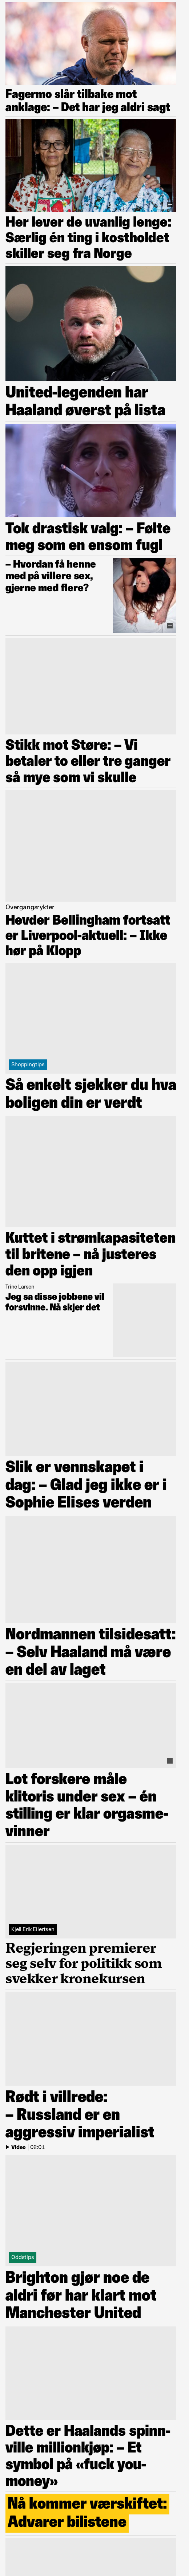 Fagermo slår tilbake mot
anklage: – Det har jeg aldri sagt
Her lever de uvanlig lenge:
Særlig én ting i kostholdet
skiller seg fra Norge
United-legenden har
Haaland øverst på lista
Tok drastisk valg: – Følte
meg som en ensom fugl
– Hvordan få henne
med på villere sex,
gjerne med flere?
Stikk mot Støre: – Vi
betaler to eller tre ganger
så mye som vi skulle
Overgangsrykter
Hevder Bellingham fortsatt
er Liverpool-aktuell: – Ikke
hør på Klopp
Shoppingtips
Så enkelt sjekker du hva
boligen din er verdt
Kuttet i strømkapasiteten
til britene – nå justeres
den opp igjen
Trine Larsen
Jeg sa disse jobbene vil
forsvinne. Nå skjer det
Slik er vennskapet i
dag: – Glad jeg ikke er i
Sophie Elises verden
Nordmannen tilsidesatt:
– Selv Haaland må være
en del av laget
Lot forskere måle
klitoris under sex – én
stilling er klar orgasme-
vinner
Kjell Erik Eilertsen
Regjeringen premierer
seg selv for politikk som
svekker kronekursen
Rødt i villrede:
– Russland er en
aggressiv imperialist
Video | 02:01
Oddstips
Brighton gjør noe de
aldri før har klart mot
Manchester United
Dette er Haalands spinn-
ville millionkjøp: – Et
symbol på «fuck you-
money»
Nå kommer værskiftet:
Advarer bilistene